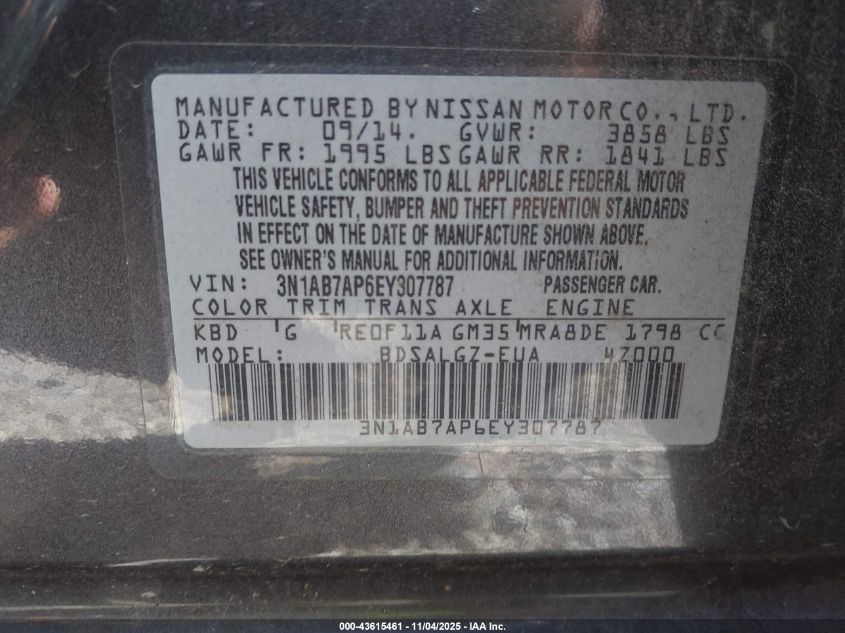 MANUFACTURED BY NISSAN MOTOR CO., LTD.
DATE: 09/14. GVWR: 3858 LBS
GAWR FR: 1995 LBS GAWR RR: 1841 LBS
THIS VEHICLE CONFORMS TO ALL APPLICABLE FEDERAL MOTOR
VEHICLE SAFETY, BUMPER AND THEFT PREVENTION STANDARDS
IN EFFECT ON THE DATE OF MANUFACTURE SHOWN ABOVE.
SEE OWNER'S MANUAL FOR ADDITIONAL INFORMATION.
VIN: 3N1AB7AP6EY307787 PASSENGER CAR.
COLOR TRIM TRANS AXLE ENGINE
KBD G RE0F11A GM35 MRA8DE 1798 CC
MODEL: BDSALGZ-EUA 4Z000
3N1AB7AP6EY307787
000-43615461 - 11/04/2025 - IAA Inc.